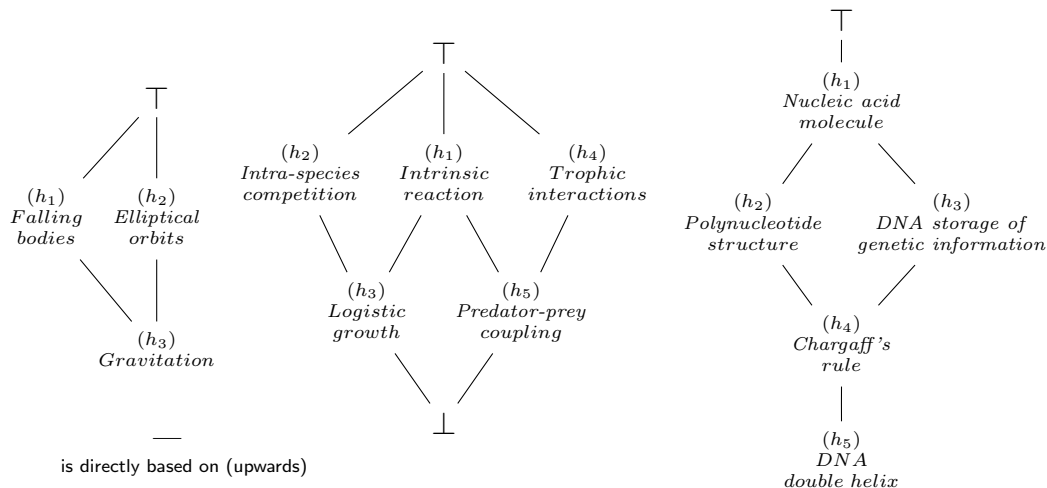 ⊤
(h₁)
Falling
bodies
(h₂)
Elliptical
orbits
(h₃)
Gravitation
is directly based on (upwards)
⊤
(h₂)
Intra-species
competition
(h₁)
Intrinsic
reaction
(h₄)
Trophic
interactions
(h₃)
Logistic
growth
(h₅)
Predator-prey
coupling
⊥
⊤
(h₁)
Nucleic acid
molecule
(h₂)
Polynucleotide
structure
(h₃)
DNA storage of
genetic information
(h₄)
Chargaff's
rule
(h₅)
DNA
double helix